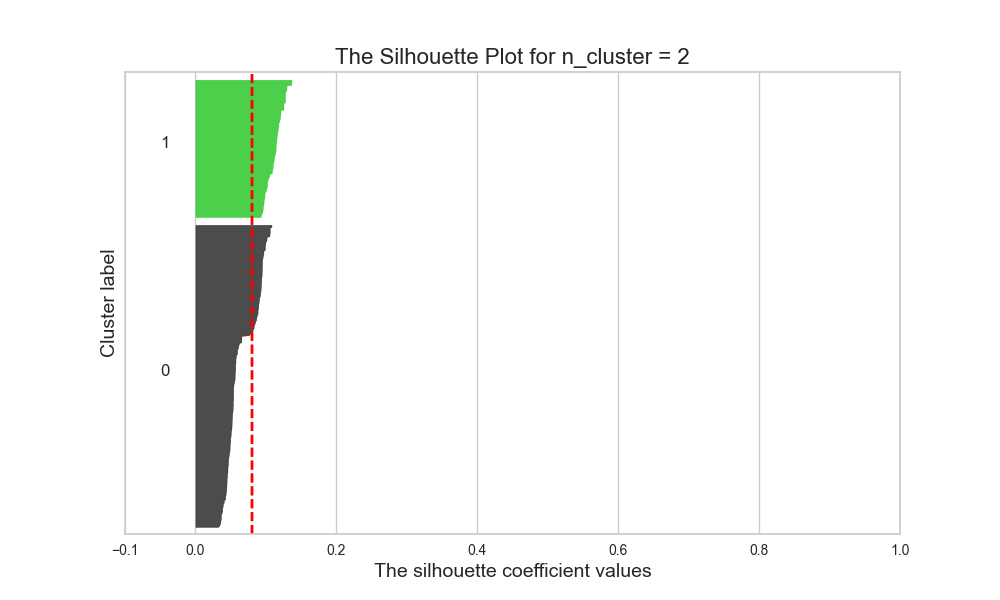 The Silhouette Plot for n_cluster = 2
1
0
Cluster label
−0.1 0.0 0.2 0.4 0.6 0.8 1.0
The silhouette coefficient values